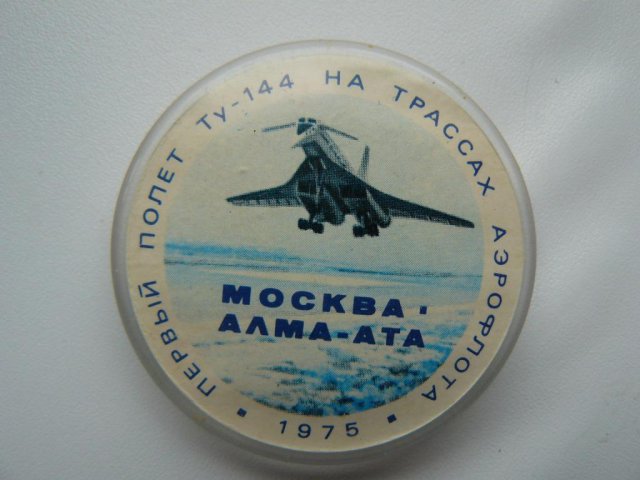 ПЕРВЫЙ ПОЛЕТ Ту-144 НА ТРАССАХ АЭРОФЛОТА
МОСКВА ·
АЛМА-АТА
· 1975 ·